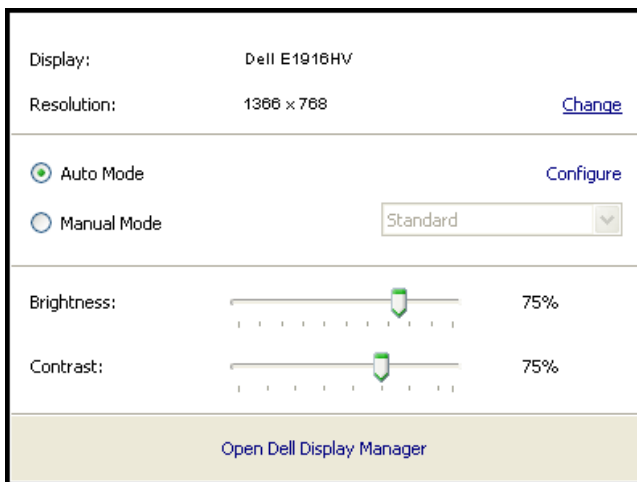 Display: Dell E1916HV
Resolution: 1366 x 768 Change
Auto Mode Configure
Manual Mode Standard
Brightness: 75%
Contrast: 75%
Open Dell Display Manager